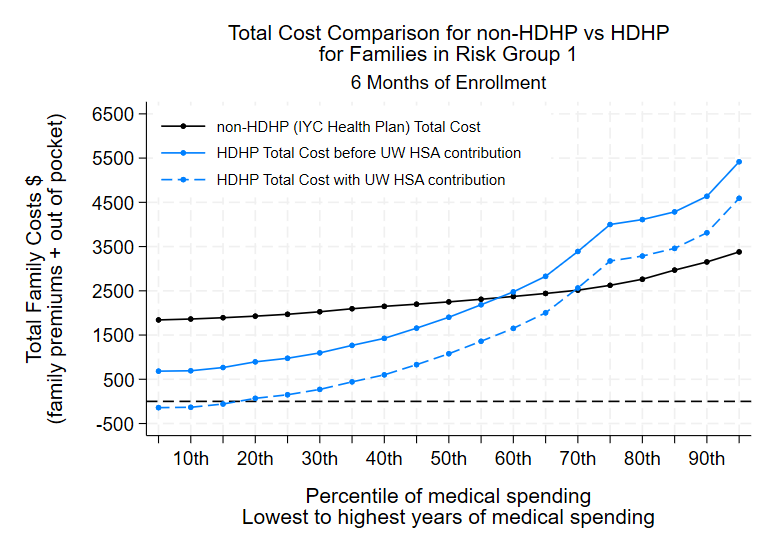 Total Cost Comparison for non-HDHP vs HDHP
for Families in Risk Group 1
6 Months of Enrollment
Total Family Costs $
(family premiums + out of pocket)
6500
5500
4500
3500
2500
1500
500
-500
non-HDHP (IYC Health Plan) Total Cost
HDHP Total Cost before UW HSA contribution
HDHP Total Cost with UW HSA contribution
10th 20th 30th 40th 50th 60th 70th 80th 90th
Percentile of medical spending
Lowest to highest years of medical spending